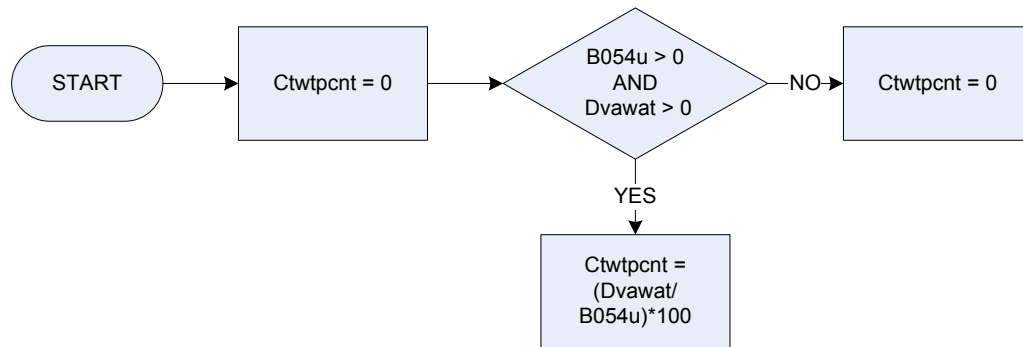 START
Ctwtpcnt = 0
B054u > 0
AND
Dvawat > 0
NO
Ctwtpcnt = 0
YES
Ctwtpcnt =
(Dvawat/
B054u)*100